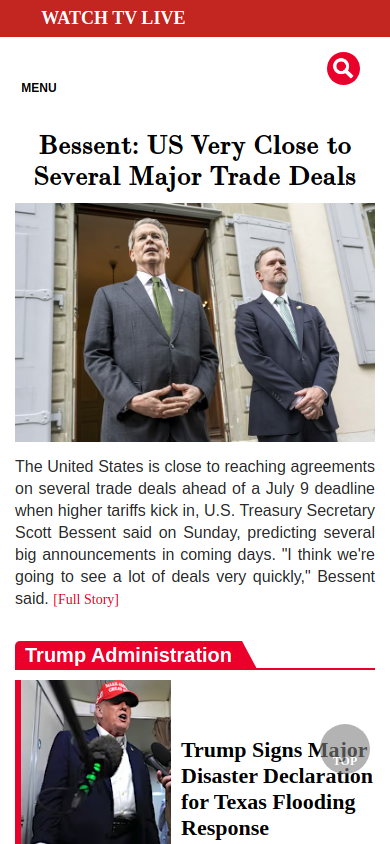 WATCH TV LIVE
MENU
Bessent: US Very Close to
Several Major Trade Deals
The United States is close to reaching agreements
on several trade deals ahead of a July 9 deadline
when higher tariffs kick in, U.S. Treasury Secretary
Scott Bessent said on Sunday, predicting several
big announcements in coming days. "I think we're
going to see a lot of deals very quickly," Bessent
said. [Full Story]
Trump Administration
Trump Signs Major
Disaster Declaration
for Texas Flooding
Response
TOP